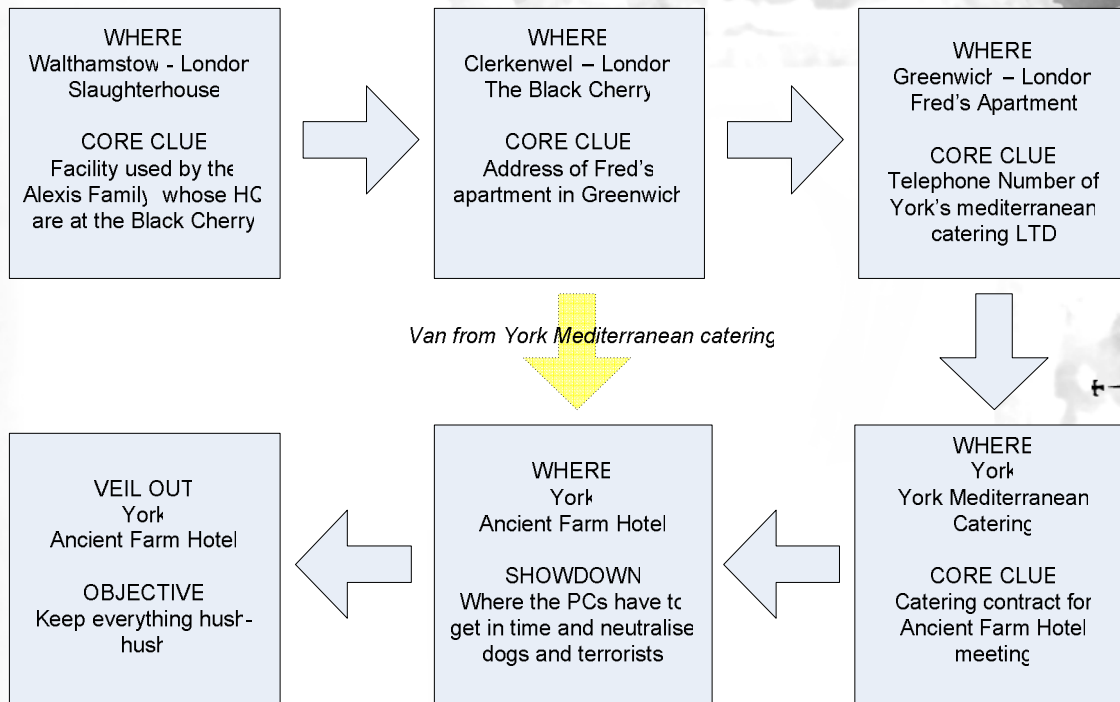 WHERE
Walthamstow - London
Slaughterhouse
CORE CLUE
Facility used by the
Alexis Family whose HQ
are at the Black Cherry
WHERE
Clerkenwell – London
The Black Cherry
CORE CLUE
Address of Fred's
apartment in Greenwich
WHERE
Greenwich – London
Fred's Apartment
CORE CLUE
Telephone Number of
York's mediterranean
catering LTD
Van from York Mediterranean catering
VEIL OUT
York
Ancient Farm Hotel
OBJECTIVE
Keep everything hush-
hush
WHERE
York
Ancient Farm Hotel
SHOWDOWN
Where the PCs have to
get in time and neutralise
dogs and terrorists
WHERE
York
York Mediterranean
Catering
CORE CLUE
Catering contract for
Ancient Farm Hotel
meeting